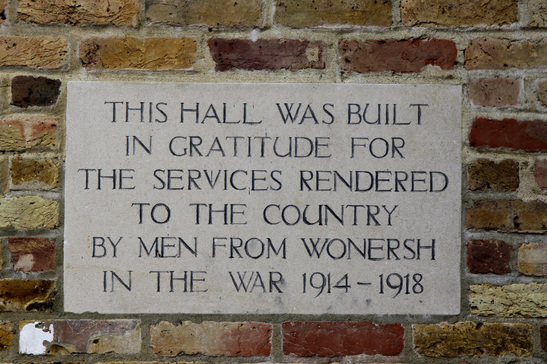 THIS HALL WAS BUILT
IN GRATITUDE FOR
THE SERVICES RENDERED
TO THE COUNTRY
BY MEN FROM WONERSH
IN THE WAR 1914-1918